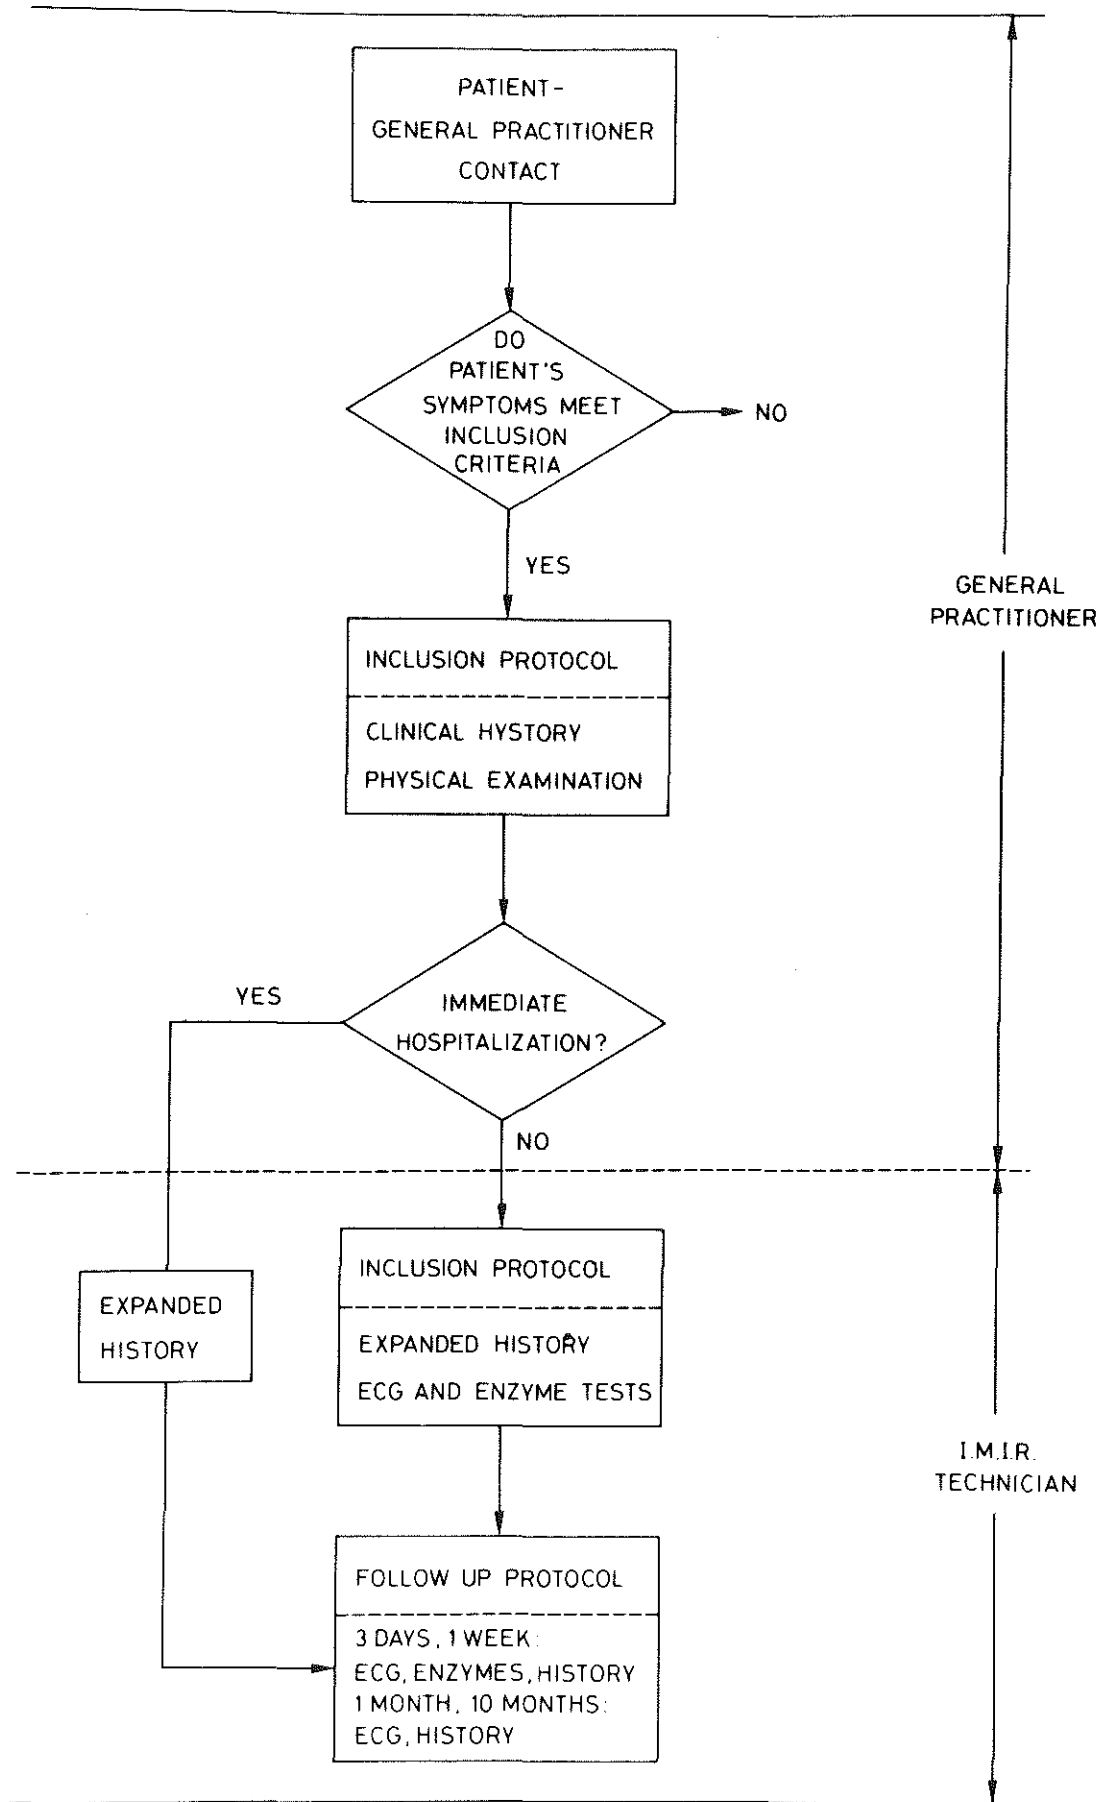 PATIENT-
GENERAL PRACTITIONER
CONTACT
DO
PATIENT'S
SYMPTOMS MEET
INCLUSION
CRITERIA
NO
YES
GENERAL
PRACTITIONER
INCLUSION PROTOCOL
CLINICAL HYSTORY
PHYSICAL EXAMINATION
YES
IMMEDIATE
HOSPITALIZATION?
NO
INCLUSION PROTOCOL
EXPANDED HISTORY
ECG AND ENZYME TESTS
EXPANDED
HISTORY
I.M.I.R.
TECHNICIAN
FOLLOW UP PROTOCOL
3 DAYS, 1 WEEK:
ECG, ENZYMES, HISTORY
1 MONTH, 10 MONTHS:
ECG, HISTORY